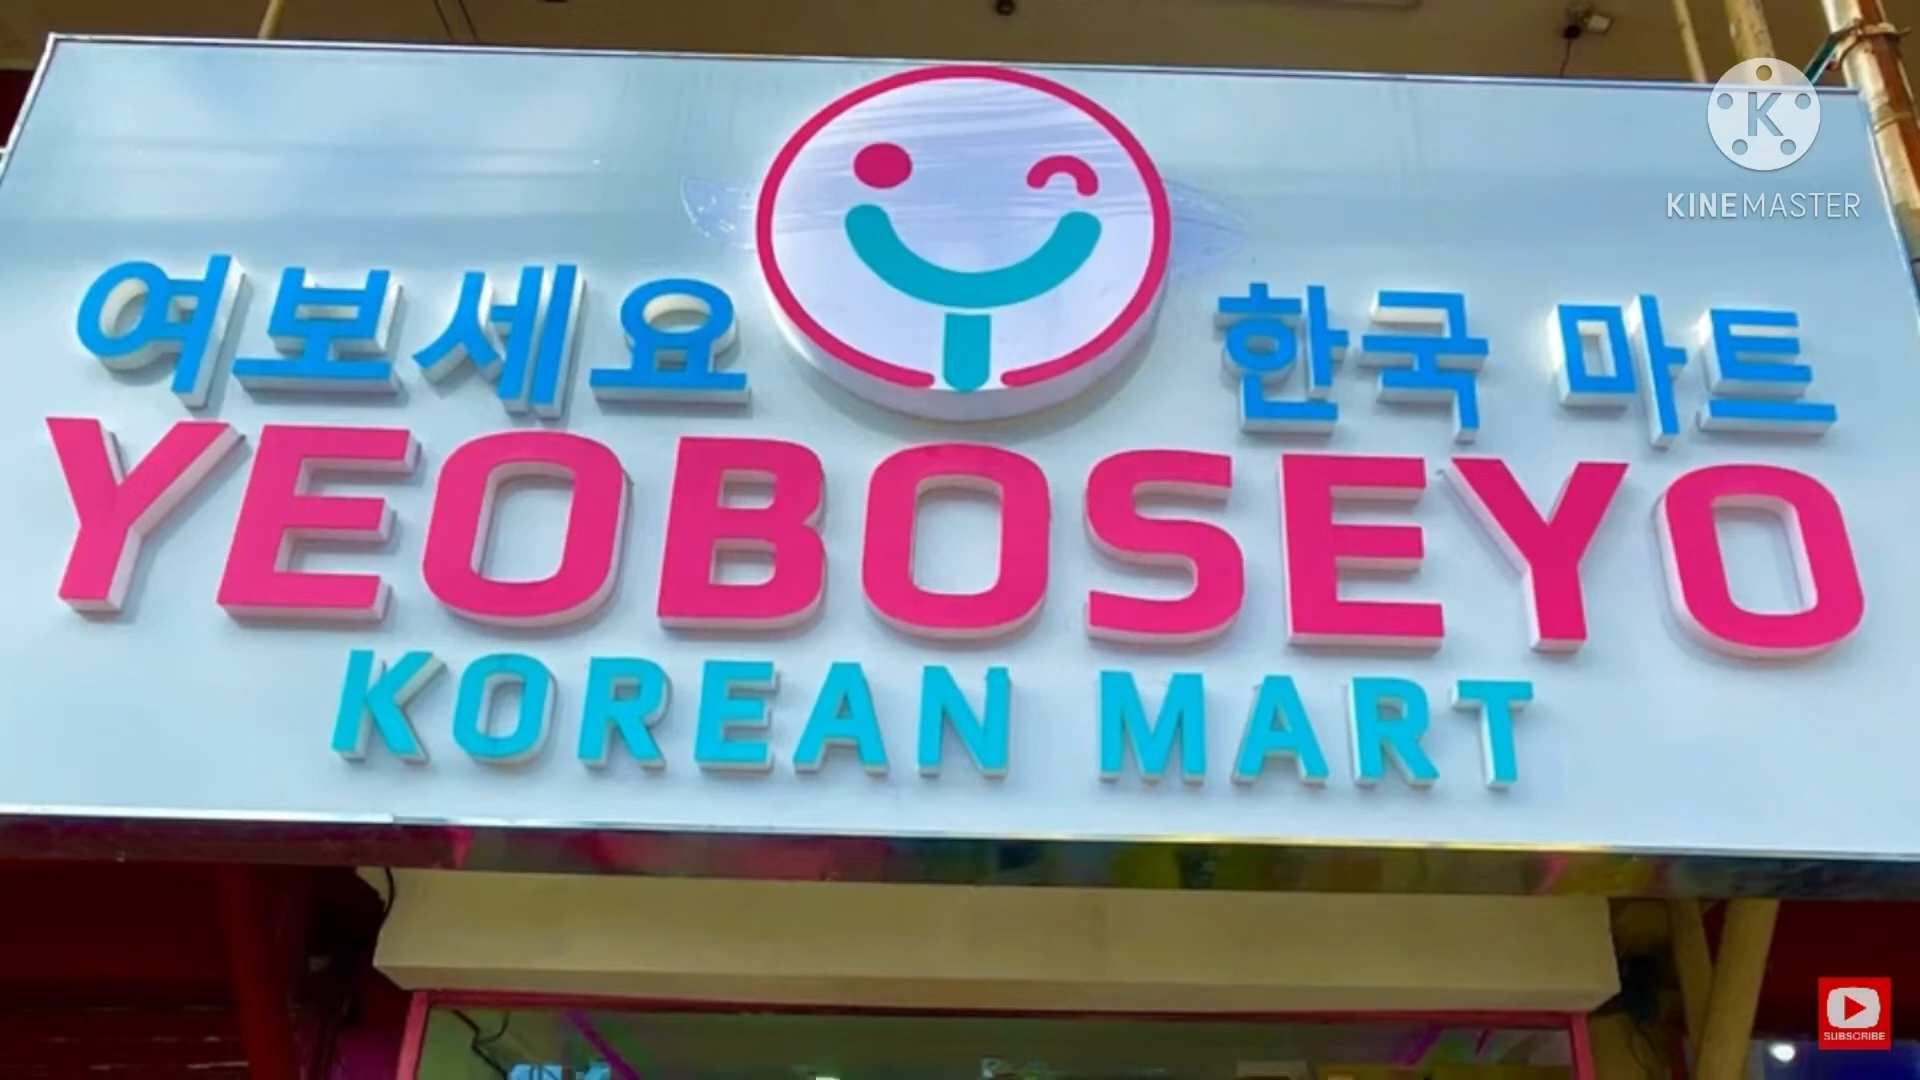 여보세요 한국 마트
YEOBOSEYO
KOREAN MART
K
KINEMASTER
SUBSCRIBE